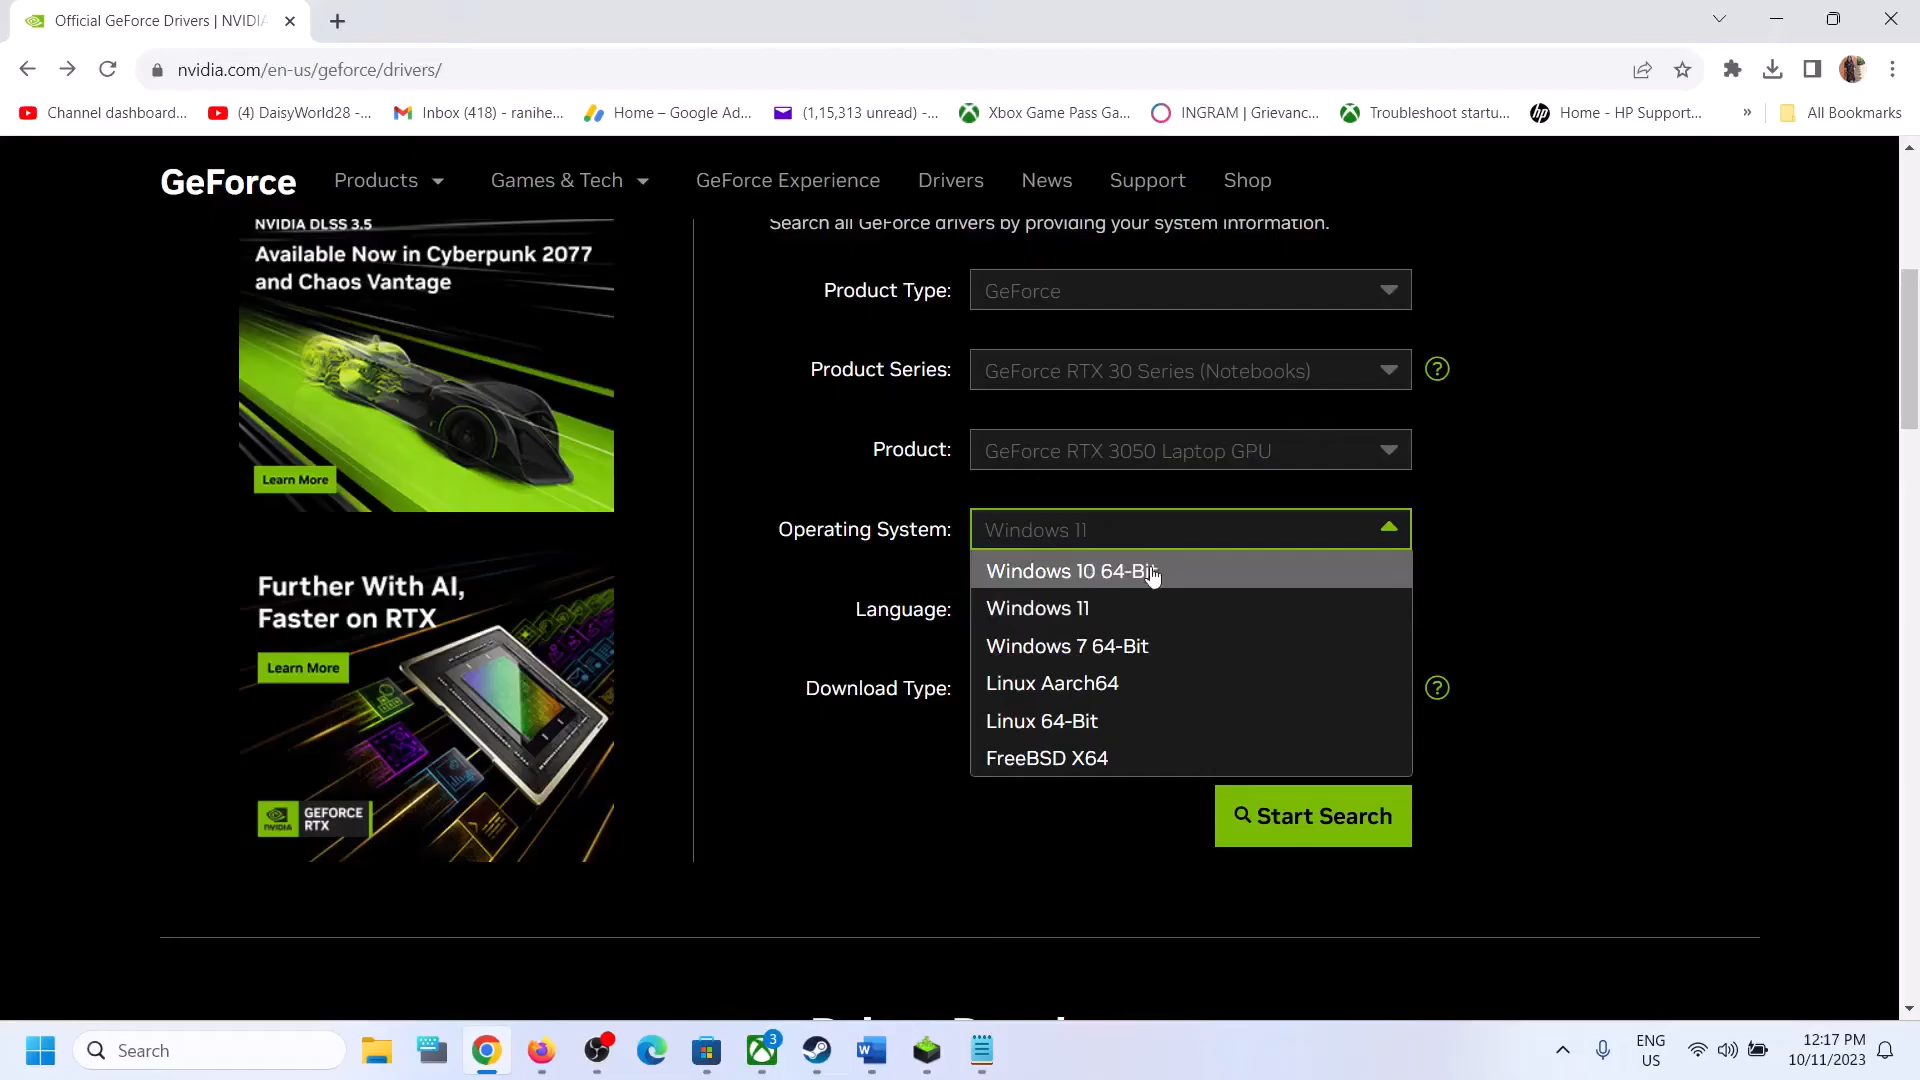 Official GeForce Drivers | NVIDIA
nvidia.com/en-us/geforce/drivers/
Channel dashboard...
(4) DaisyWorld28 -...
Inbox (418) - ranihe...
Home – Google Ad...
(1,15,313 unread) -...
Xbox Game Pass Ga...
INGRAM | Grievanc...
Troubleshoot startu...
Home - HP Support...
»
All Bookmarks
GeForce
Products
Games & Tech
GeForce Experience
Drivers
News
Support
Shop
NVIDIA DLSS 3.5
Available Now in Cyberpunk 2077
and Chaos Vantage
Learn More
Further With AI,
Faster on RTX
Learn More
NVIDIA
GEFORCE
RTX
Search all GeForce drivers by providing your system information.
Product Type:
GeForce
Product Series:
GeForce RTX 30 Series (Notebooks)
?
Product:
GeForce RTX 3050 Laptop GPU
Operating System:
Windows 11
Windows 10 64-Bit
Windows 11
Windows 7 64-Bit
Linux Aarch64
Linux 64-Bit
FreeBSD X64
Language:
Download Type:
?
Start Search
Search
3
ENG
US
12:17 PM
10/11/2023